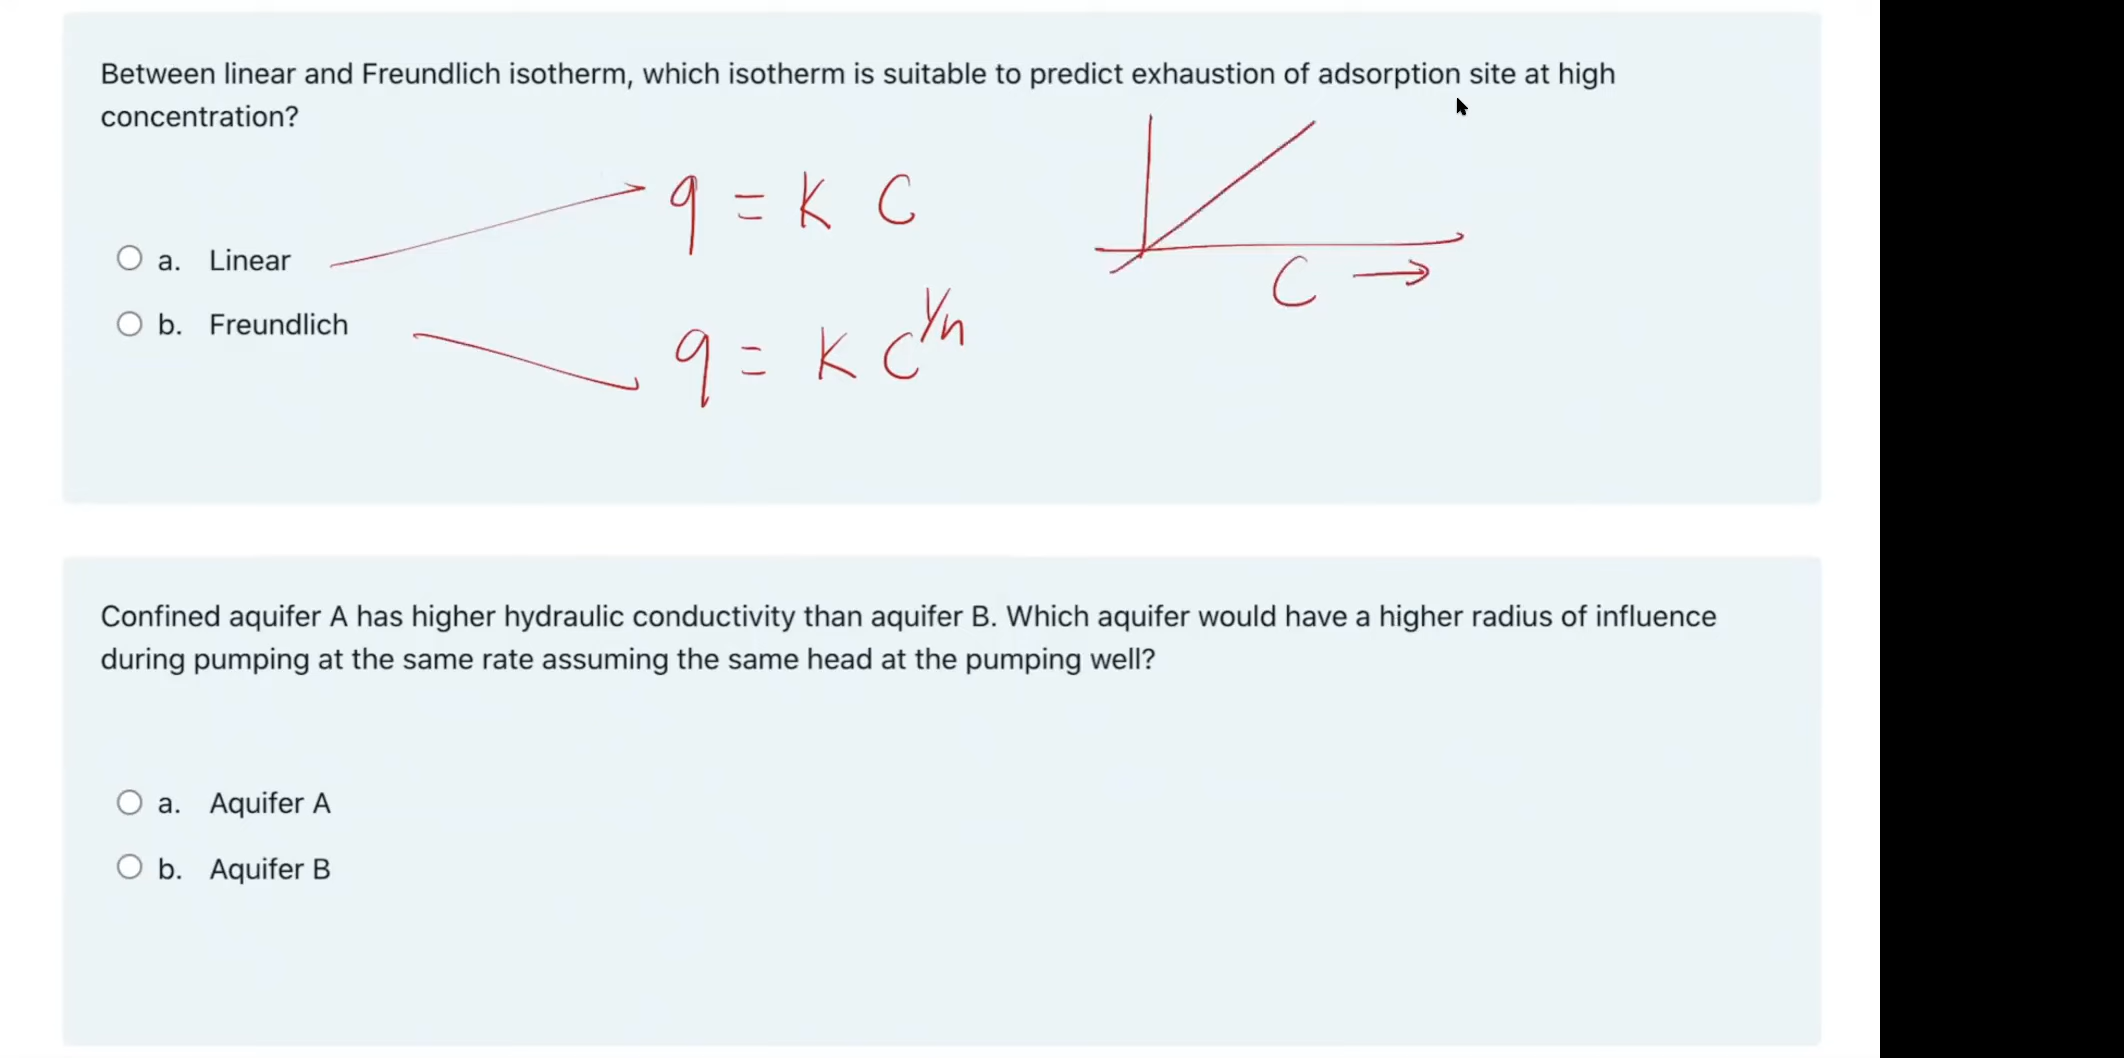 Between linear and Freundlich isotherm, which isotherm is suitable to predict exhaustion of adsorption site at high
concentration?
q = K C
a. Linear
C →
b. Freundlich
q = K C^1/n
Confined aquifer A has higher hydraulic conductivity than aquifer B. Which aquifer would have a higher radius of influence
during pumping at the same rate assuming the same head at the pumping well?
a. Aquifer A
b. Aquifer B